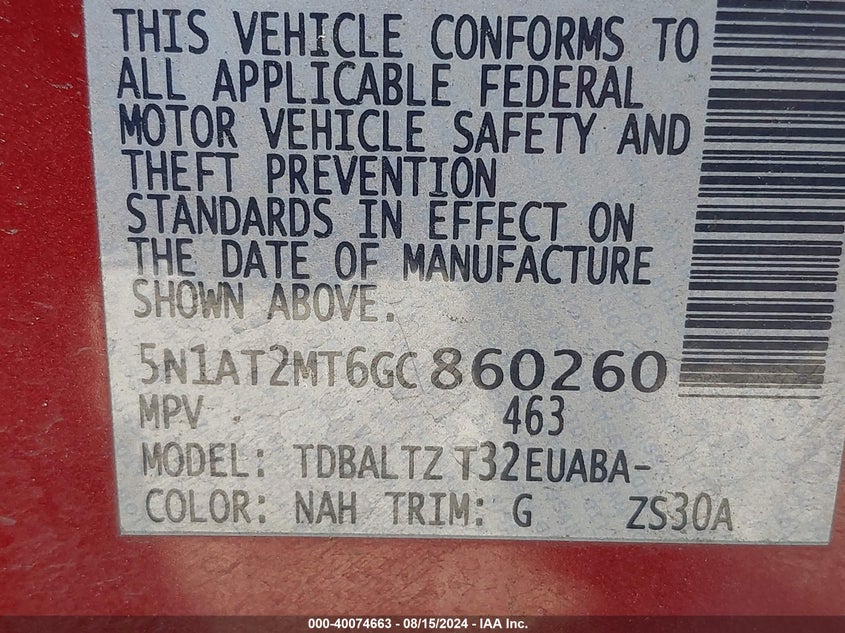 THIS VEHICLE CONFORMS TO
ALL APPLICABLE FEDERAL
MOTOR VEHICLE SAFETY AND
THEFT PREVENTION
STANDARDS IN EFFECT ON
THE DATE OF MANUFACTURE
SHOWN ABOVE.
5N1AT2MT6GC860260
MPV 463
MODEL: TDBALTZ T32EUABA-
COLOR: NAH TRIM: G ZS30A
000-40074663 - 08/15/2024 - IAA Inc.